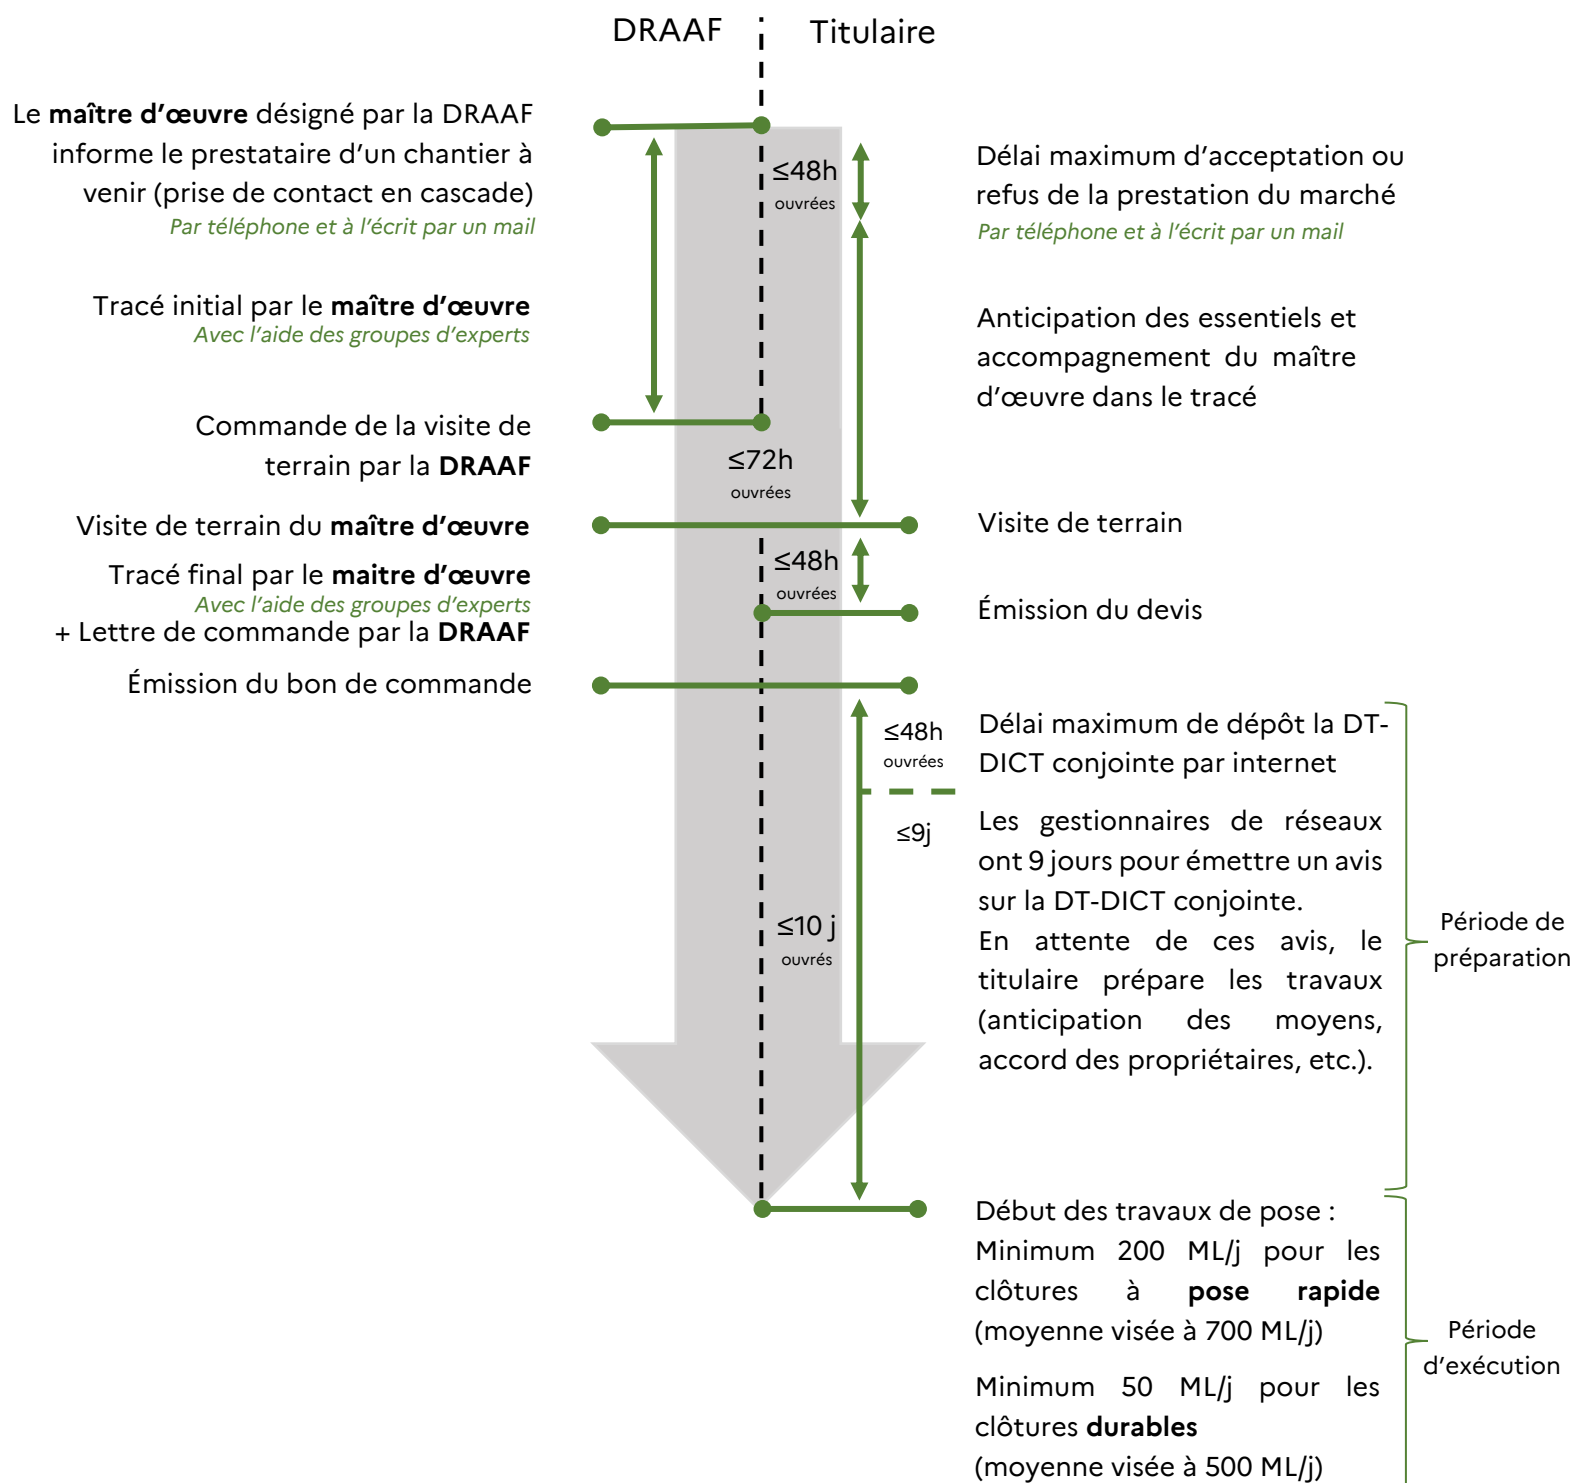 DRAAF
Titulaire
Le maître d’œuvre désigné par la DRAAF
informe le prestataire d’un chantier à
venir (prise de contact en cascade)
Par téléphone et à l’écrit par un mail
≤48h
ouvrées
Délai maximum d’acceptation ou
refus de la prestation du marché
Par téléphone et à l’écrit par un mail
Tracé initial par le maître d’œuvre
Avec l’aide des groupes d’experts
Anticipation des essentiels et
accompagnement du maître
d’œuvre dans le tracé
Commande de la visite de
terrain par la DRAAF
≤72h
ouvrées
Visite de terrain du maître d’œuvre
Visite de terrain
Tracé final par le maitre d’œuvre
Avec l’aide des groupes d’experts
+ Lettre de commande par la DRAAF
≤48h
ouvrées
Émission du devis
Émission du bon de commande
≤48h
ouvrées
Délai maximum de dépôt la DT-
DICT conjointe par internet
≤9j
Les gestionnaires de réseaux
ont 9 jours pour émettre un avis
sur la DT-DICT conjointe.
En attente de ces avis, le
titulaire prépare les travaux
(anticipation des moyens,
accord des propriétaires, etc.).
≤10 j
ouvrés
Période de
préparation
Début des travaux de pose :
Minimum 200 ML/j pour les
clôtures à pose rapide
(moyenne visée à 700 ML/j)
Minimum 50 ML/j pour les
clôtures durables
(moyenne visée à 500 ML/j)
Période
d’exécution